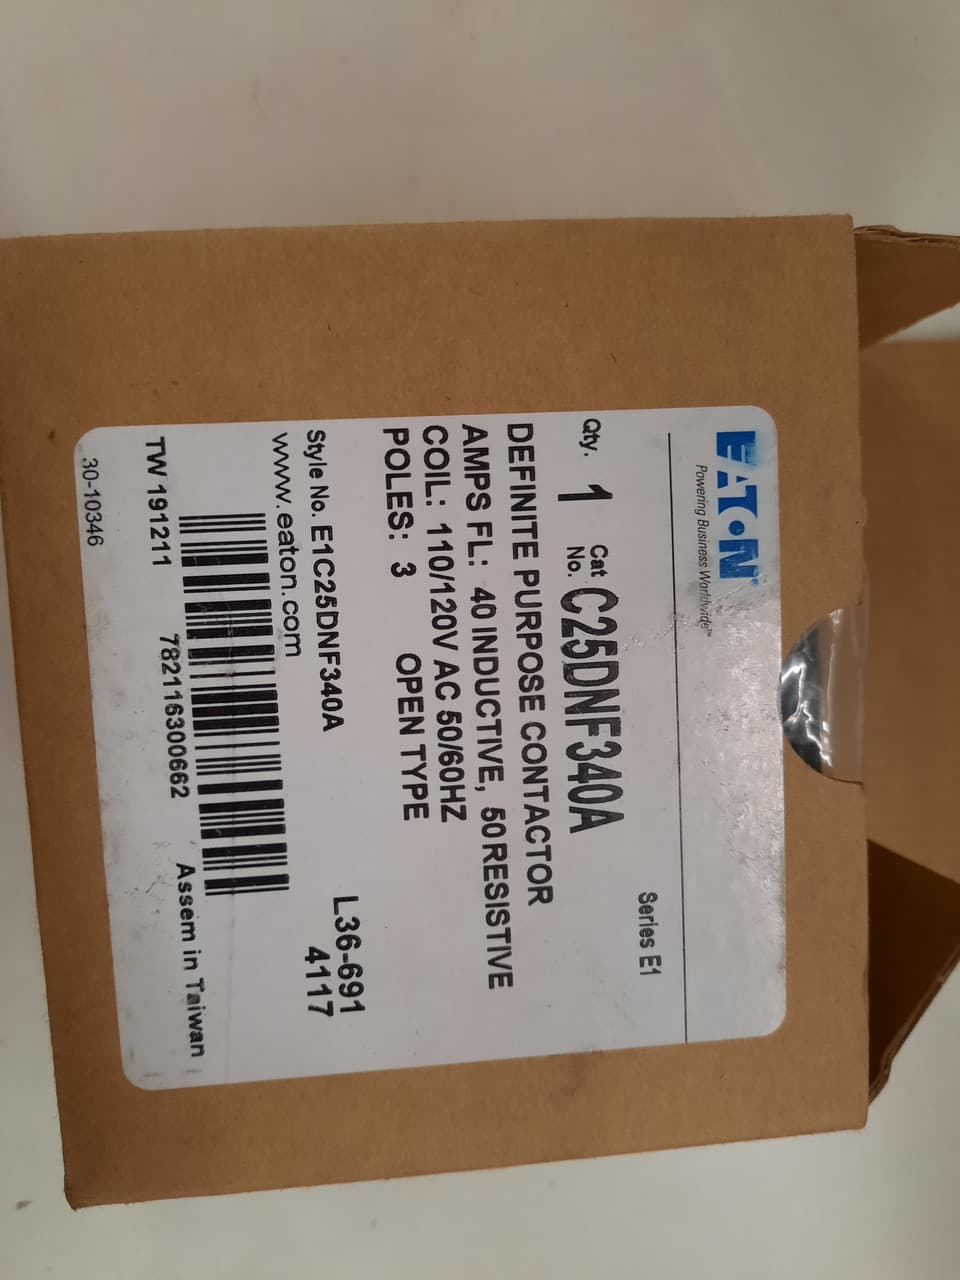 EATON®
Powering Business Worldwide™
Series E1
Qty. 1 Cat No. C25DNF340A
DEFINITE PURPOSE CONTACTOR
AMPS FL: 40 INDUCTIVE, 50 RESISTIVE
COIL: 110/120V AC 50/60HZ
POLES: 3 OPEN TYPE
L36-691
4117
Style No. E1C25DNF340A
www.eaton.com
TW 191211 782116300662 Assem in Taiwan
30-10346